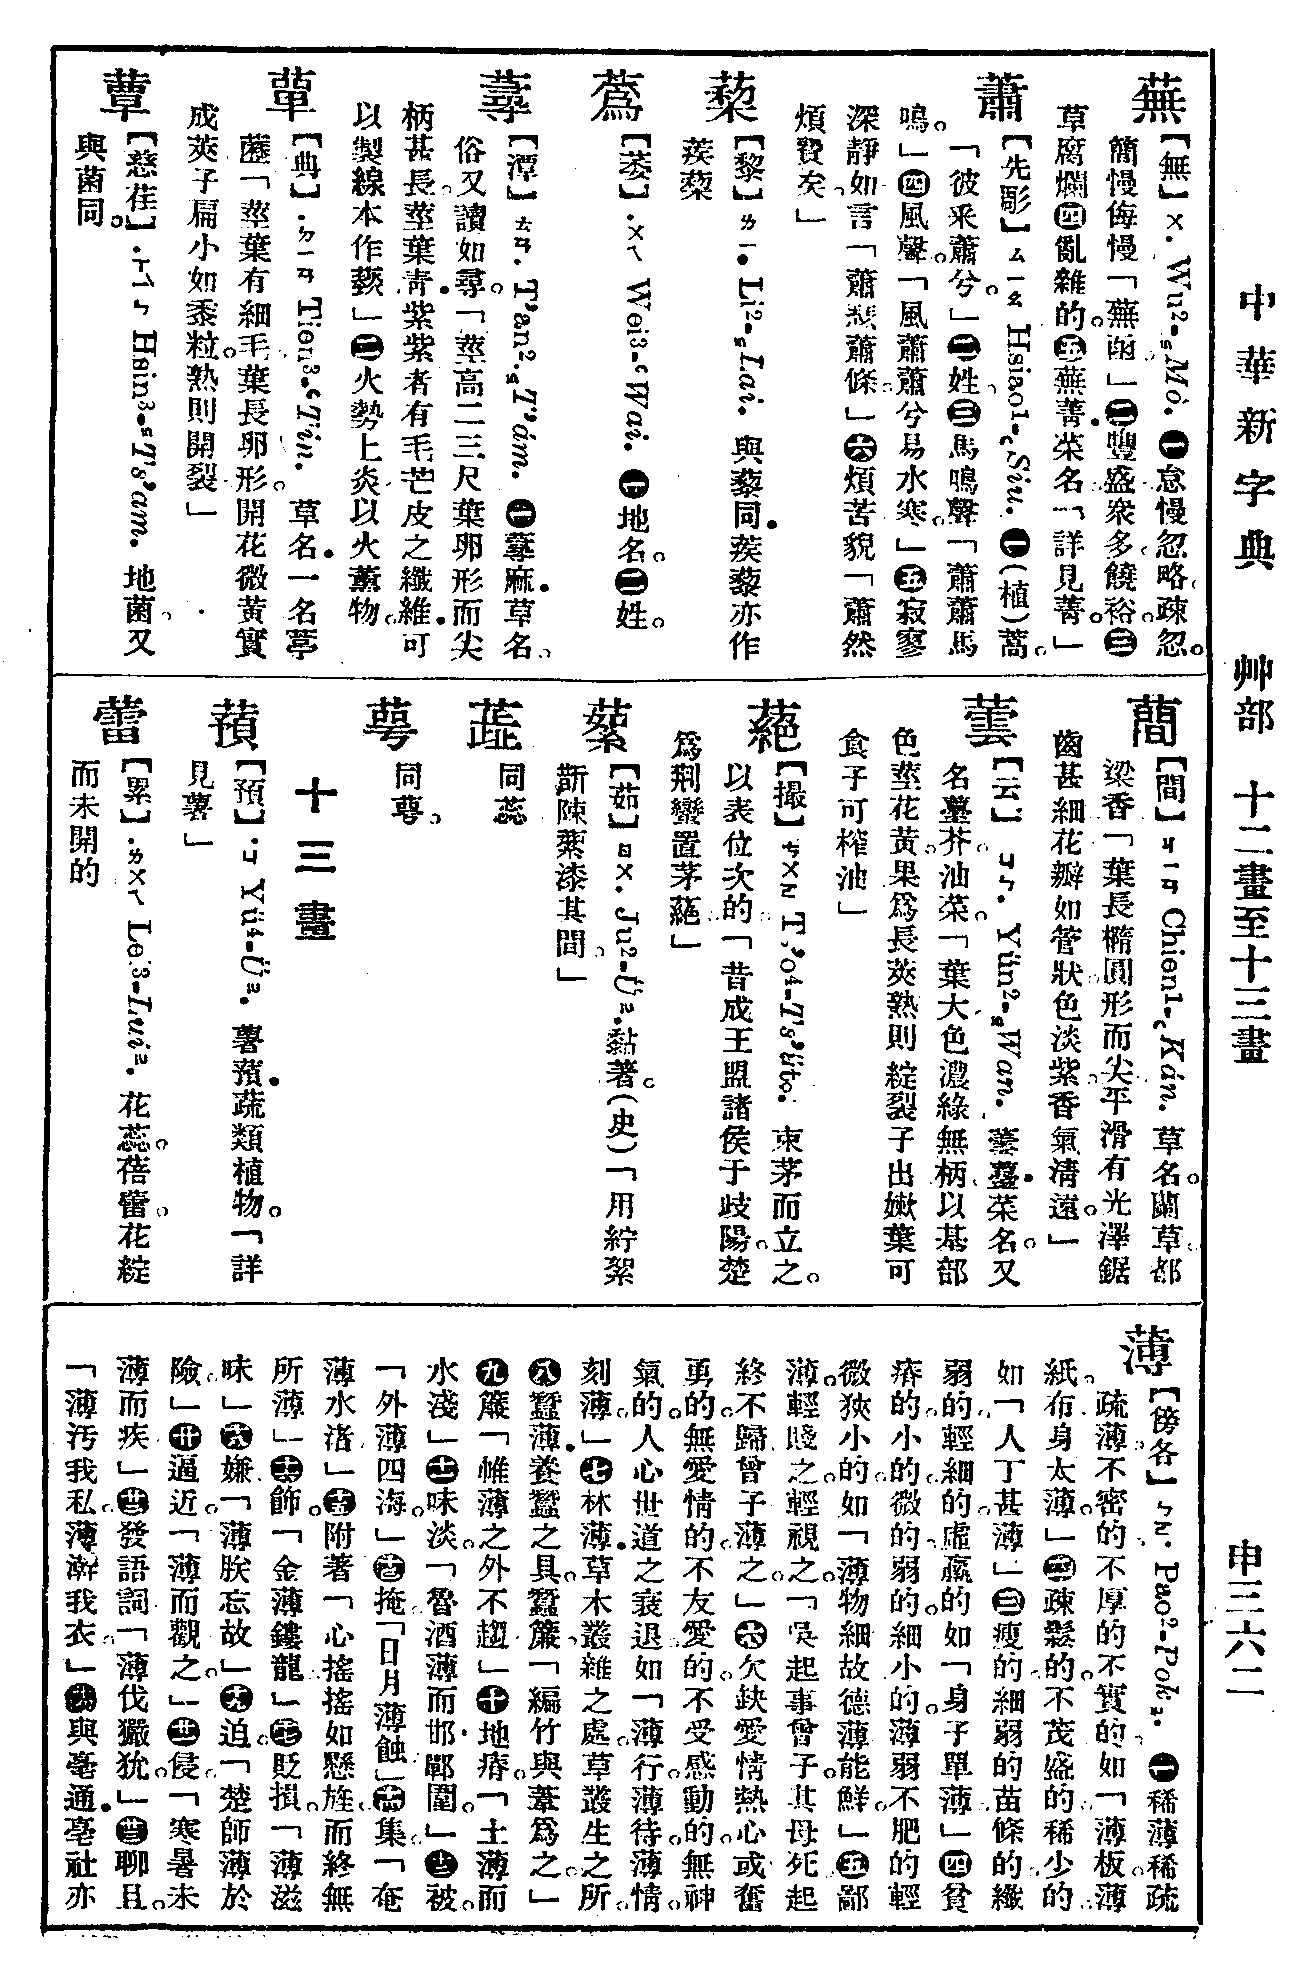 中華新字典　艸部　十二畫至十三畫　申三六二
蕪
【無】ㄨ. Wu²-₅Mó. ㊀怠慢忽略。疎忽。
簡慢侮慢「蕪函」㊁豐盛衆多饒裕。㊂
草腐爛㊃亂雜的。㊄蕪菁菜名「詳見菁。」
蕭
【先彫】ㄙㄧㄠ Hsiao¹-꜀Siu. ㊀(植)蒿。
「彼采蕭兮。」㊁姓。㊂馬鳴聲「蕭蕭馬
鳴。」㊃風聲。「風蕭蕭兮易水寒。」㊄寂寥
深靜。如言「蕭悲蕭條。」㊅煩苦貌「蕭然
煩費矣。」
蔾
【黎】ㄌㄧ. Li²-₅Lai. 與藜同。蒺藜亦作
蒺蔾
蒍
【委】.ㄨㄟ Wei³-꜂Wai. ㊀地名。㊁姓。
蕁
【潭】ㄊㄢ. T'an²-₅T'ám. ㊀蕁麻草名。
俗又讀如尋。「莖高二三尺葉卵形而尖
柄甚長。莖葉靑紫紫者有毛芒皮之纖維可
以製線本作薚」㊁火勢上炎以火薰物。
蕇
【典】.ㄉㄧㄢ Tien³-꜂Tín. 草名。一名葶
藶「莖葉有細毛。葉長卵形。開花微黃實
成莢子扁小如黍粒。熟則開裂」
蕈
【慈荏】.ㄒㄧㄣ Hsin³-⁵Ts'am. 地菌。又
與菌同。
蕑
【間】ㄐㄧㄢ Chien¹-꜀Kán. 草名。蘭草。都
梁香「葉長橢圓形而尖平滑有光澤鋸
齒甚細花瓣如管狀。色淡紫。香氣清遠。」
蕓
【云】ㄩㄣ. Yün²-₅Wan. 蕓薹菜名。又
名薹芥。油菜。「葉大色濃綠無柄以基部
色莖花黃。果爲長莢熟則綻裂子出嫩葉可
食子可榨油」
蕝
【撮】ㄘㄨㄛ T'so⁴-Ts'üt₀. 束茅而立之。
以表位次的。「昔成王盟諸侯于岐陽。楚
爲荆蠻置茅蕝。」
蕠
【茹】ㄖㄨ. Ju²-Ü². 黏著。(史)「用紵絮
斮陳蕠漆其間。」
同蕊
同萼。
十三畫
蕷
【預】.ㄩ Yü⁴-Ü². 薯蕷。蔬類植物。「詳
見薯」
蕾
【累】.ㄌㄨㄟ Lei³-Lui². 花蕊。蓓蕾。花綻
而未開的
薄
【傍各】ㄅㄛ. Pao²-Pok₂. ㊀稀薄稀疏
疏薄。不密的不厚的不實的。如「薄板。薄
紙。布身太薄。」㊁疎鬆的。不茂盛的。稀少的
如「人丁甚薄」㊂瘦的細弱的苗條的纖
弱的。輕細的。虛羸的如「身子單薄」㊃貧
瘠的。小的。微的。弱的。細小的。薄弱不肥的輕
微狹小的。如「薄物細故德薄能鮮。」㊄鄙
薄。輕賤之。輕視之。「吳起事曾子。其母死起
終不歸曾子薄之。」㊅欠缺愛情熱心或奮
勇的。無愛情的。不友愛的。不受感動的。無神
氣的。人心世道之衰退。如「薄行。薄待。薄情。
刻薄。」㊆林薄。草木叢雜之處。草叢生之所。
㊇蠶薄。養蠶之具。蠶簾。「編竹與葦爲之。」
㊈簾「帷薄之外不趨」㊉地瘠。「土薄而
水淺」⑪味淡。「魯酒薄而邯鄲圍。」⑫被。
「外薄四海。」⑬掩「日月薄蝕」⑭集「奄
薄水渚」⑮附著「心搖搖如懸旌。而終無
所薄」⑯飾。「金薄鏤龍」⑰貶損。「薄滋
味」⑱嫌「薄朕忘故」⑲迫。「楚師薄於
險」⑳逼近。「薄而觀之。」㉑侵。「寒暑未
薄而疾」㉒發語詞「薄伐玁狁。」㉓聊且。
「薄汚我私。薄澣我衣。」㉔與亳通。亳社亦